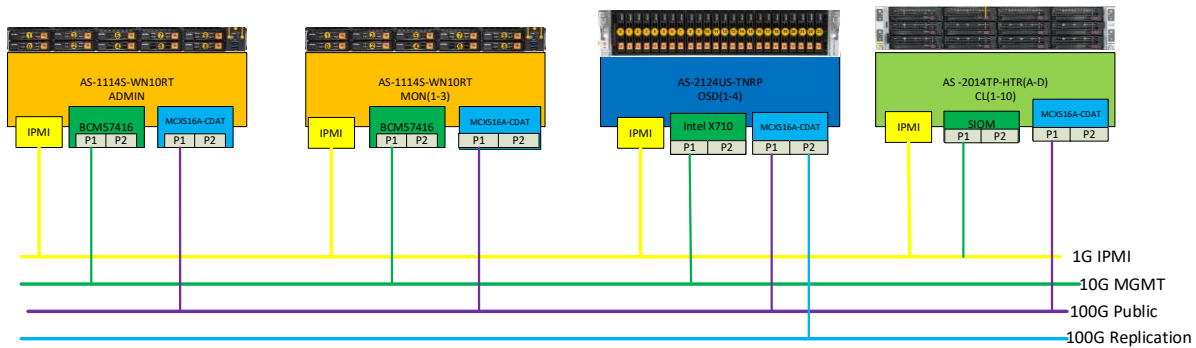 AS-1114S-WN10RT
ADMIN
IPMI
BCM57416
P1 P2
MCX516A-CDAT
P1 P2
AS-1114S-WN10RT
MON(1-3)
IPMI
BCM57416
P1 P2
MCX516A-CDAT
P1 P2
AS-2124US-TNRP
OSD(1-4)
IPMI
Intel X710
P1 P2
MCX516A-CDAT
P1 P2
AS -2014TP-HTR(A-D)
CL(1-10)
IPMI
SIOM
P1 P2
MCX516A-CDAT
P1 P2
1G IPMI
10G MGMT
100G Public
100G Replication